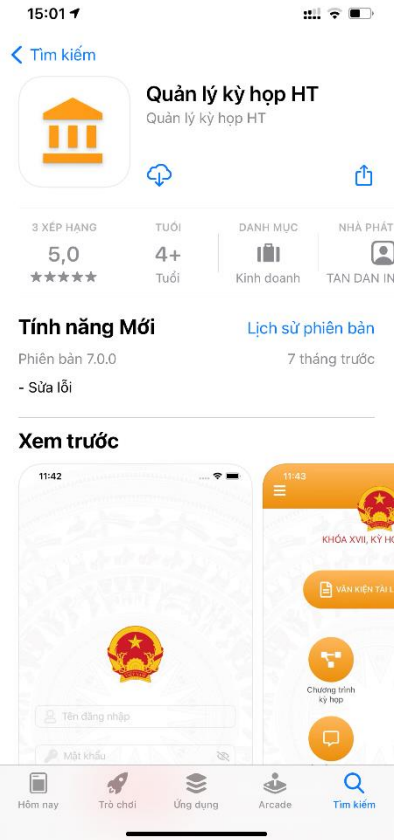 15:01
Tìm kiếm
Quản lý kỳ họp HT
Quản lý kỳ họp HT
3 XẾP HẠNG
TUỔI
DANH MỤC
NHÀ PHÁT
5,0
4+
Tuổi
Kinh doanh
TAN DAN IN
Tính năng Mới
Lịch sử phiên bản
Phiên bản 7.0.0
7 tháng trước
- Sửa lỗi
Xem trước
11:42
Tên đăng nhập
Mật khẩu
11:43
KHÓA XVII, KỲ HỌ
VĂN KIỆN TÀI L
Chương trình
kỳ họp
Hôm nay
Trò chơi
Ứng dụng
Arcade
Tìm kiếm